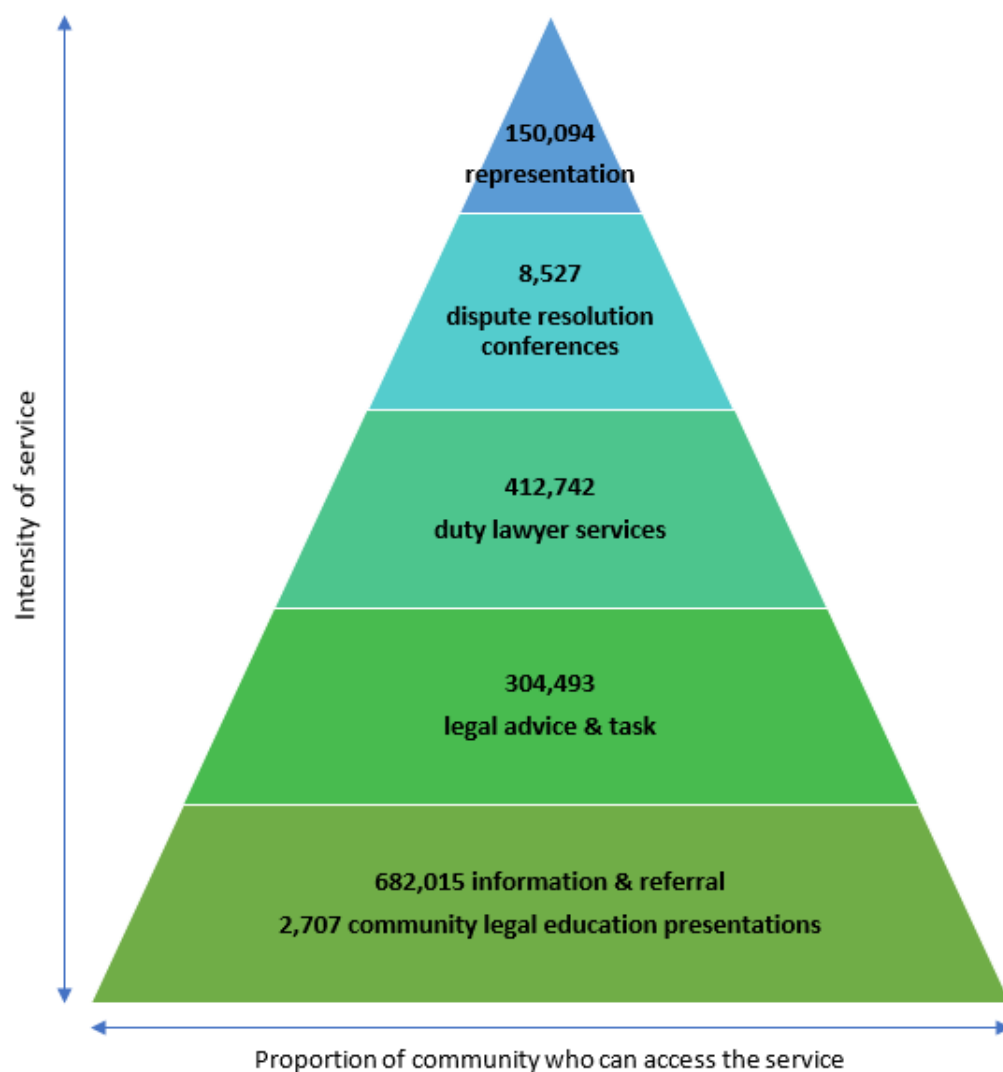 150,094
representation
8,527
dispute resolution
conferences
412,742
duty lawyer services
304,493
legal advice & task
682,015 information & referral
2,707 community legal education presentations
Intensity of service
Proportion of community who can access the service